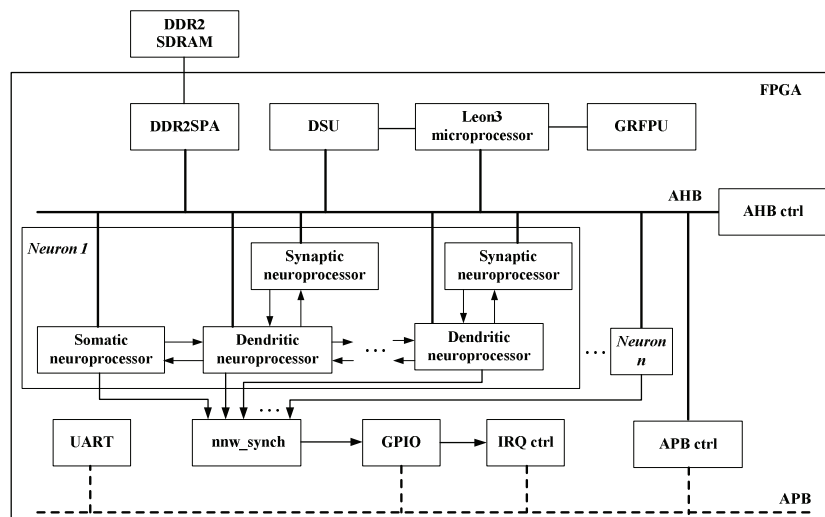 DDR2
SDRAM
FPGA
DDR2SPA
DSU
Leon3
microprocessor
GRFPU
AHB
AHB ctrl
Neuron 1
Synaptic
neuroprocessor
Synaptic
neuroprocessor
Somatic
neuroprocessor
Dendritic
neuroprocessor
...
Dendritic
neuroprocessor
...
Neuron
n
...
UART
nnw_synch
GPIO
IRQ ctrl
APB ctrl
APB